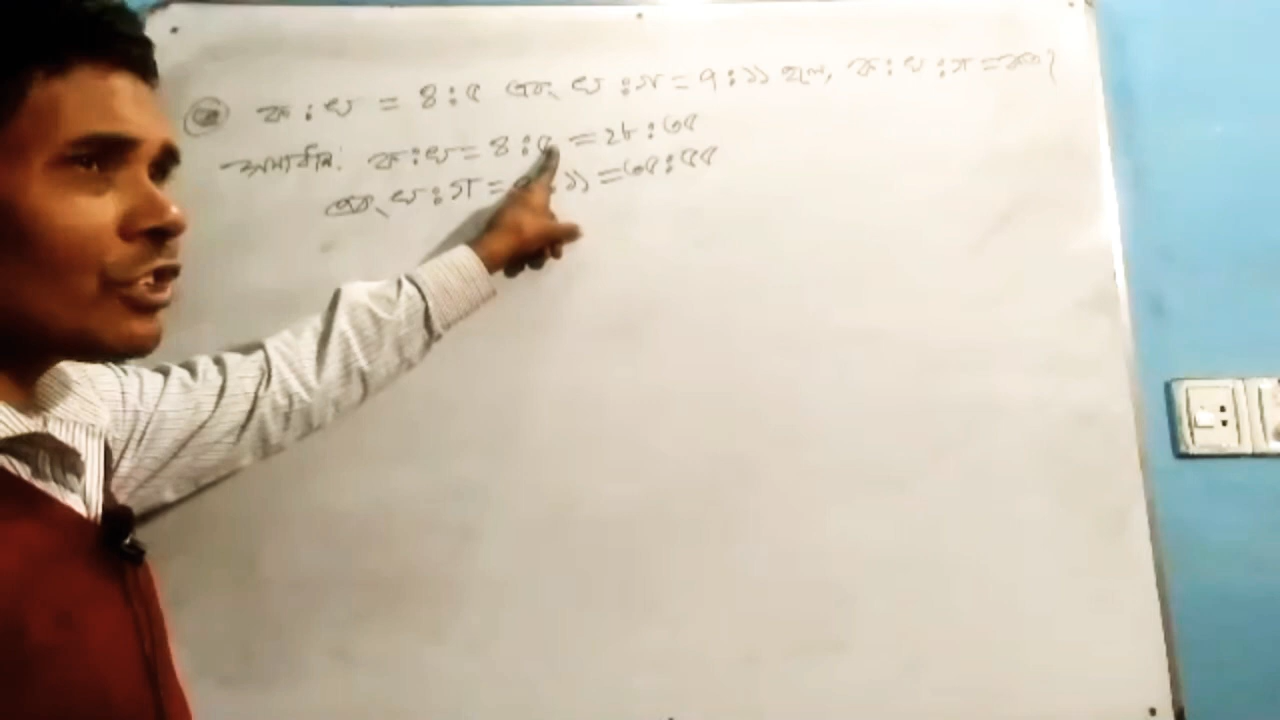 ক : খ = ৪ : ৫ এবং খ : গ = ৭ : ১১ হলে, ক : খ : গ = কত?
সমাধান: ক : খ = ৪ : ৫ = ২৮ : ৩৫
এবং খ : গ = ৭ : ১১ = ৩৫ : ৫৫